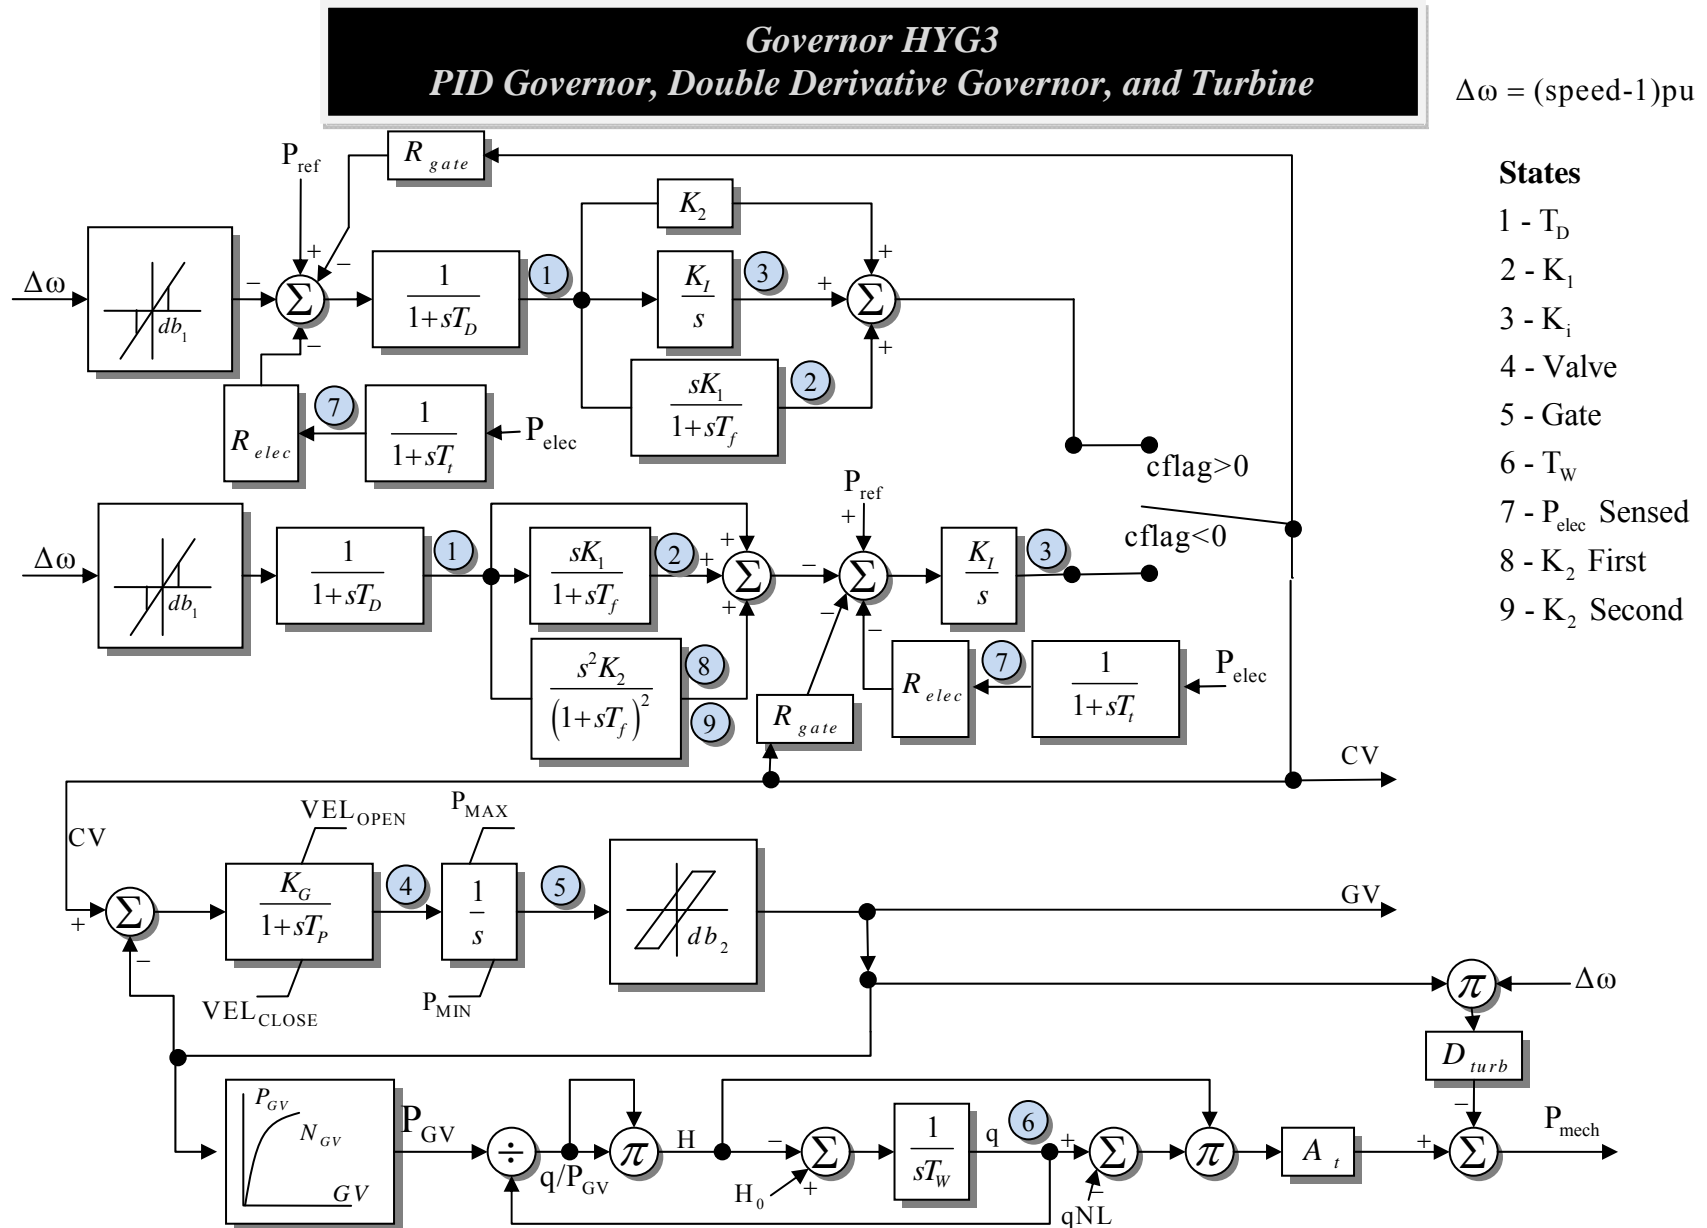 Governor HYG3
PID Governor, Double Derivative Governor, and Turbine
Δω = (speed-1)pu
States
1 - T_D
2 - K_1
3 - K_i
4 - Valve
5 - Gate
6 - T_W
7 - P_elec Sensed
8 - K_2 First
9 - K_2 Second
P_ref
R_gate
Δω
db_1
−
+
−
−
Σ
1
1+sT_D
1
K_2
K_I
s
3
sK_1
1+sT_f
2
+
+
+
Σ
R_elec
7
1
1+sT_t
P_elec
cflag>0
cflag<0
Δω
db_1
1
1+sT_D
1
sK_1
1+sT_f
2
s²K_2
(1+sT_f)²
8
9
+
+
+
Σ
−
P_ref
+
Σ
−
−
K_I
s
3
R_gate
R_elec
7
1
1+sT_t
P_elec
CV
CV
+
Σ
−
VEL_OPEN
K_G
1+sT_P
VEL_CLOSE
4
P_MAX
1
s
P_MIN
5
db_2
GV
π
Δω
D_turb
−
P_GV
N_GV
GV
P_GV
÷
q/P_GV
π
H
−
Σ
H_0
+
1
sT_W
q
6
+
Σ
−
qNL
π
A_t
+
Σ
P_mech